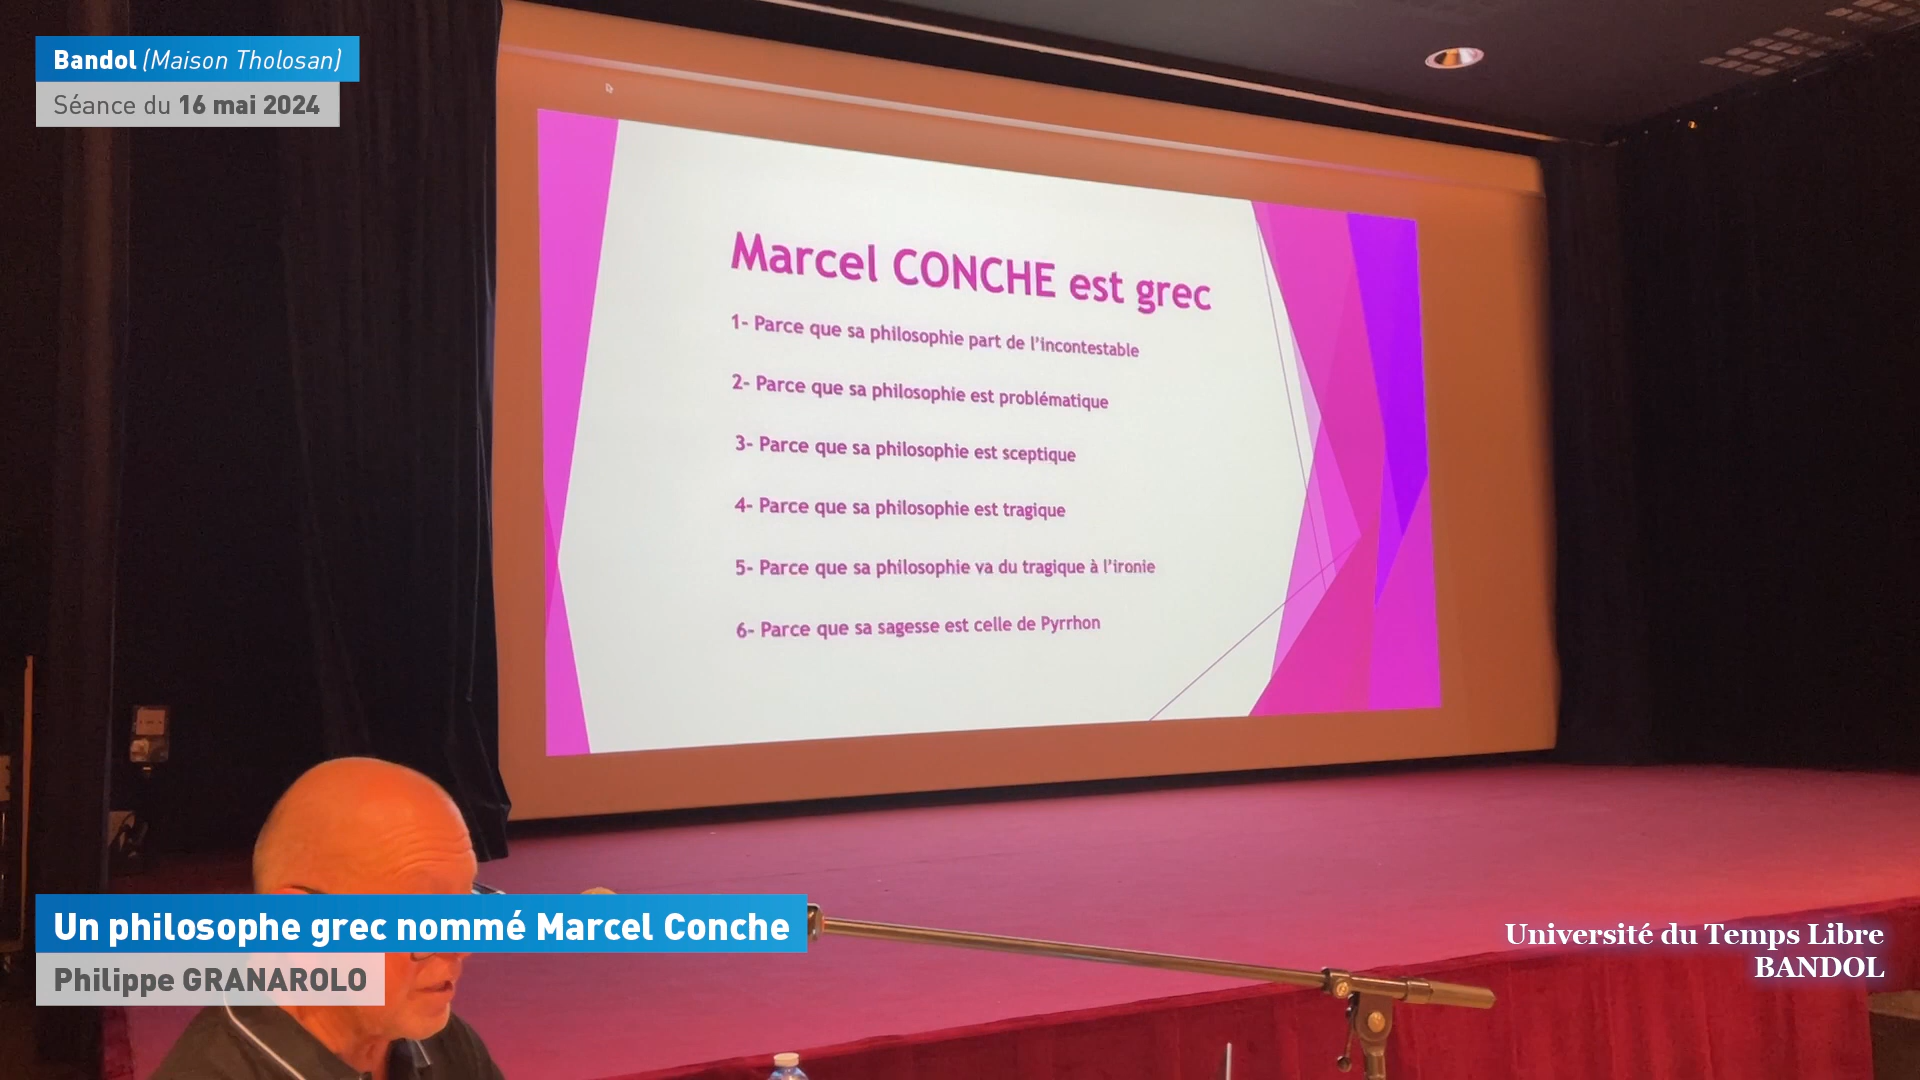 Bandol (Maison Tholosan)
Séance du 16 mai 2024
Marcel CONCHE est grec
1- Parce que sa philosophie part de l'incontestable
2- Parce que sa philosophie est problématique
3- Parce que sa philosophie est sceptique
4- Parce que sa philosophie est tragique
5- Parce que sa philosophie va du tragique à l'ironie
6- Parce que sa sagesse est celle de Pyrrhon
Un philosophe grec nommé Marcel Conche
Philippe GRANAROLO
Université du Temps Libre
BANDOL